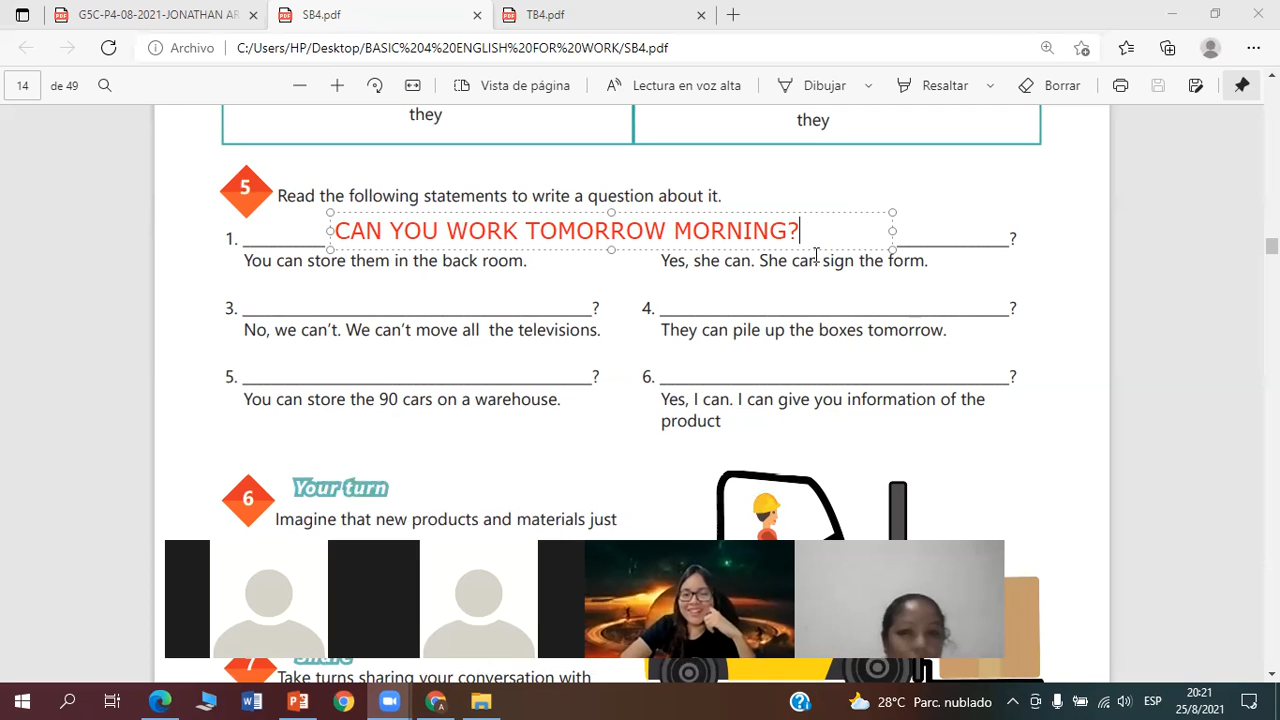 G5C-P4-08-2021-JONATHAN AR
SB4.pdf
TB4.pdf
Archivo
C:/Users/HP/Desktop/BASIC%204%20ENGLISH%20FOR%20WORK/SB4.pdf
14 de 49
Vista de página
Lectura en voz alta
Dibujar
Resaltar
Borrar
they
they
5
Read the following statements to write a question about it.
CAN YOU WORK TOMORROW MORNING?
1. ?
You can store them in the back room.
Yes, she can. She can sign the form.
3. ?
4. ?
No, we can't. We can't move all the televisions.
They can pile up the boxes tomorrow.
5. ?
6. ?
You can store the 90 cars on a warehouse.
Yes, I can. I can give you information of the
product
6
Your turn
Imagine that new products and materials just
7
Share
Take turns sharing your conversation with
28°C Parc. nublado
ESP
20:21
25/8/2021